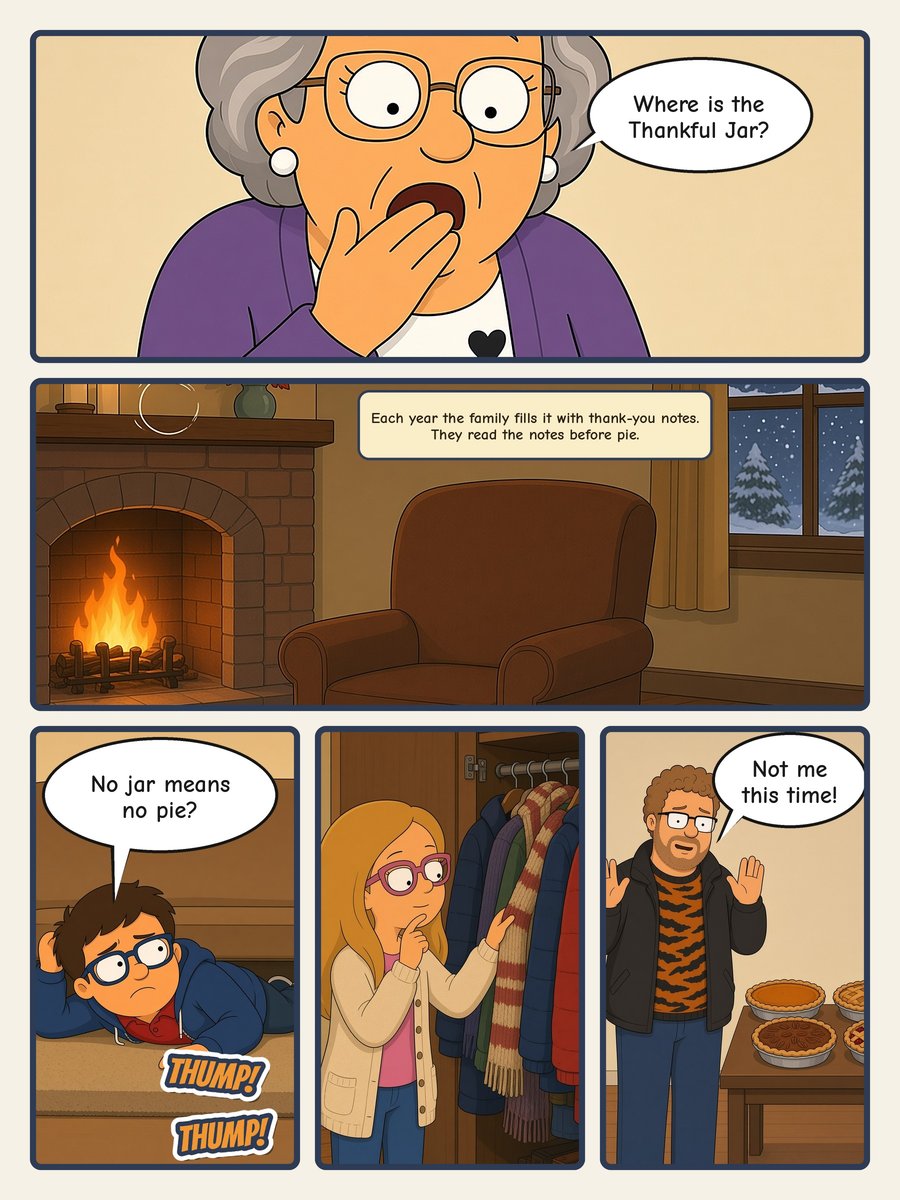 Where is the
Thankful Jar?
Each year the family fills it with thank-you notes.
They read the notes before pie.
No jar means
no pie?
THUMP!
THUMP!
Not me
this time!